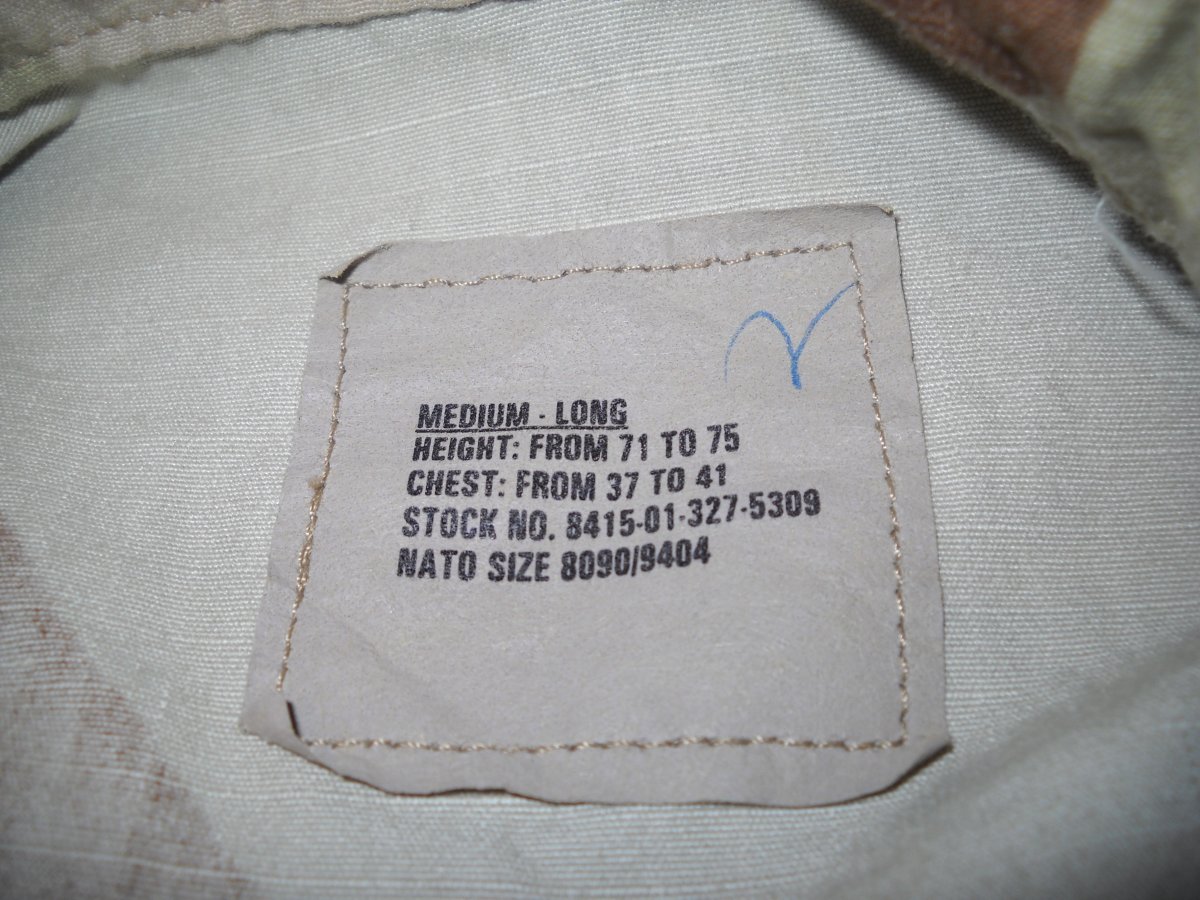 MEDIUM - LONG
HEIGHT: FROM 71 TO 75
CHEST: FROM 37 TO 41
STOCK NO. 8415-01-327-5309
NATO SIZE 8090/9404